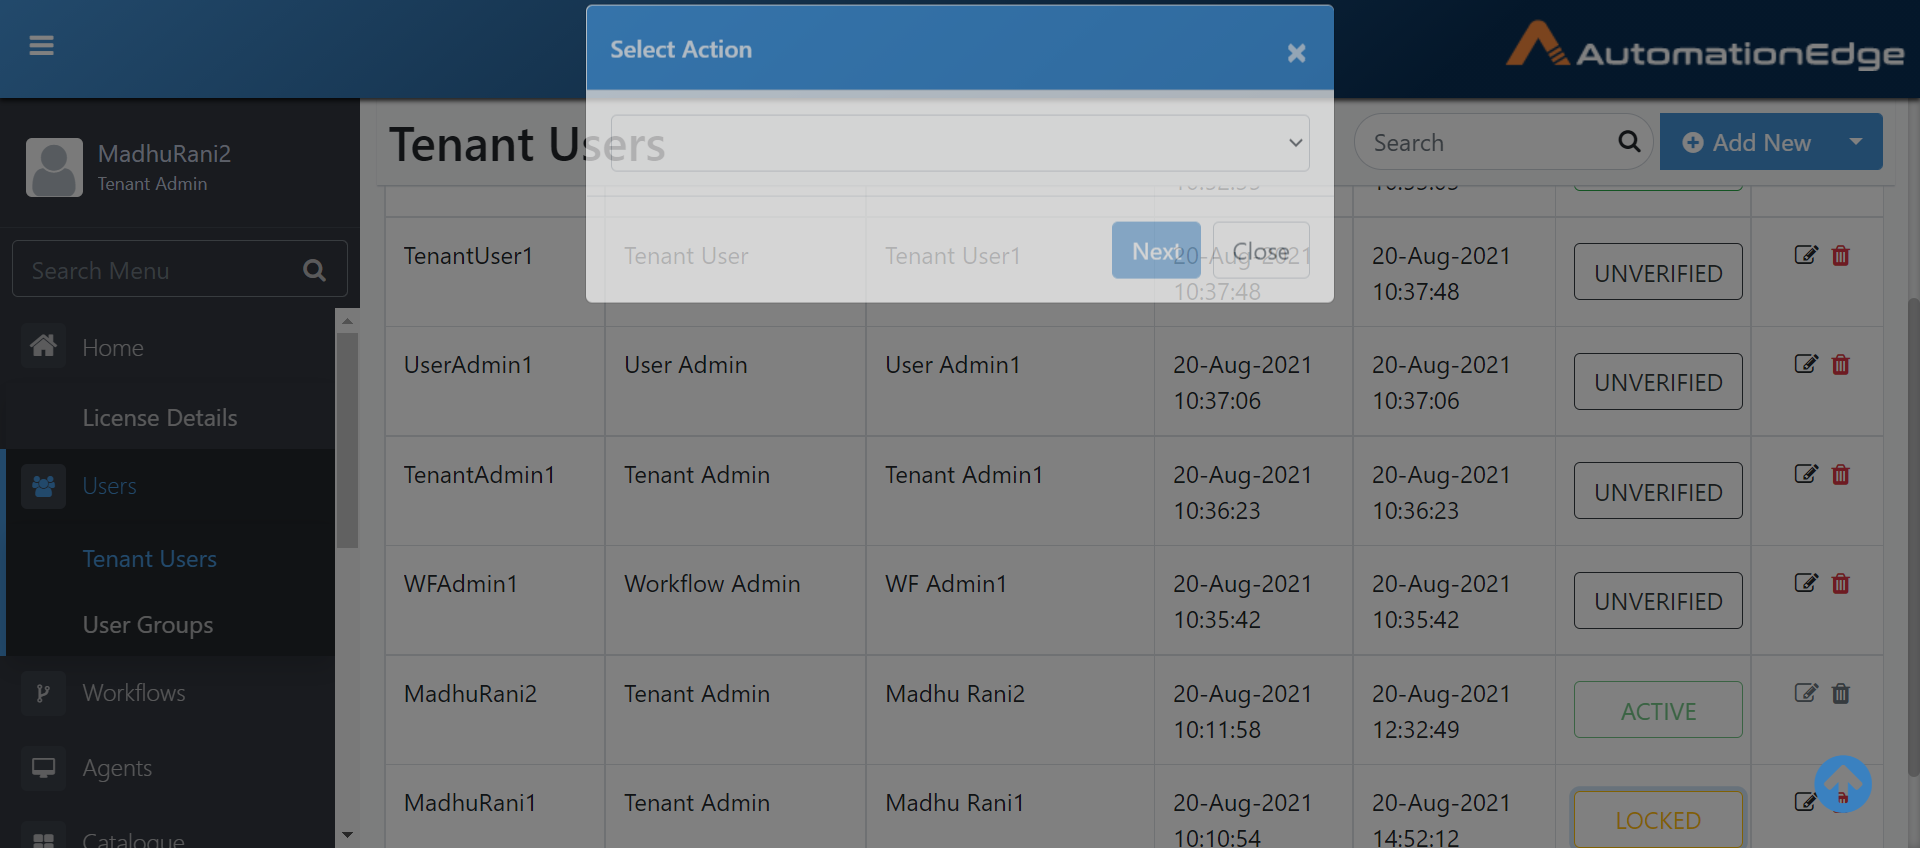 Select Action
AutomationEdge
MadhuRani2
Tenant Admin
Search Menu
Home
License Details
Users
Tenant Users
User Groups
Workflows
Agents
Catalogue
Tenant Users
Search
Add New
Next
Close
TenantUser1 Tenant User Tenant User1 20-Aug-2021 10:37:48 20-Aug-2021 10:37:48 UNVERIFIED
UserAdmin1 User Admin User Admin1 20-Aug-2021 10:37:06 20-Aug-2021 10:37:06 UNVERIFIED
TenantAdmin1 Tenant Admin Tenant Admin1 20-Aug-2021 10:36:23 20-Aug-2021 10:36:23 UNVERIFIED
WFAdmin1 Workflow Admin WF Admin1 20-Aug-2021 10:35:42 20-Aug-2021 10:35:42 UNVERIFIED
MadhuRani2 Tenant Admin Madhu Rani2 20-Aug-2021 10:11:58 20-Aug-2021 12:32:49 ACTIVE
MadhuRani1 Tenant Admin Madhu Rani1 20-Aug-2021 10:10:54 20-Aug-2021 14:52:12 LOCKED